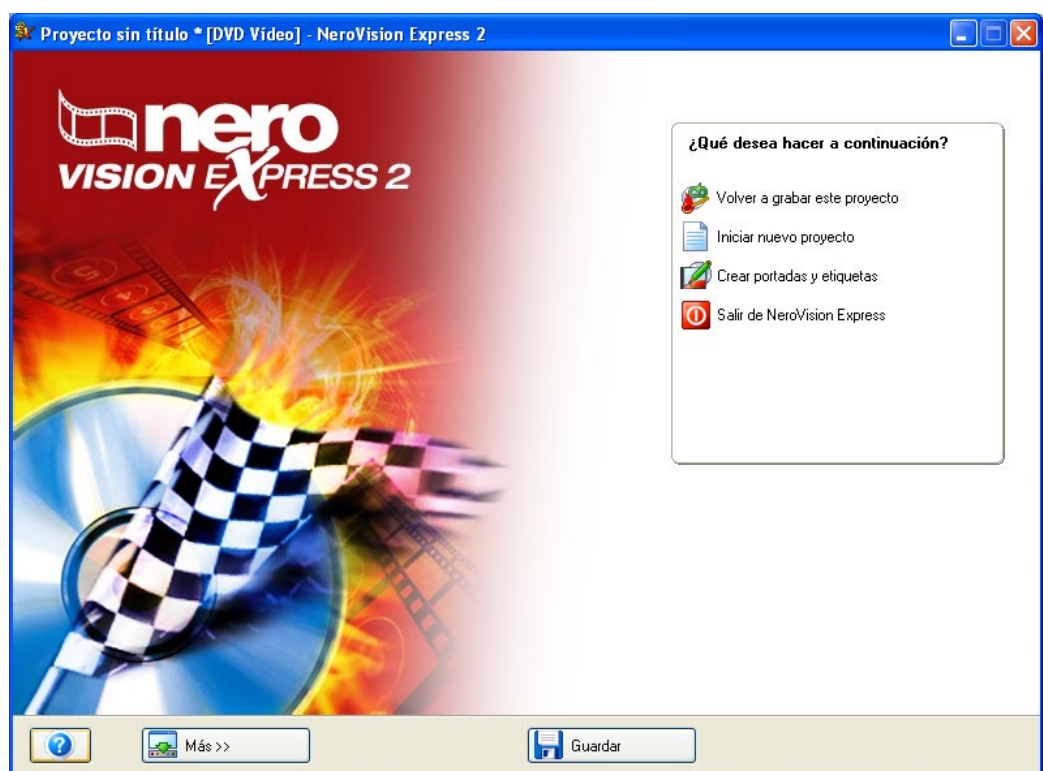 Proyecto sin título * [DVD Vídeo] - NeroVision Express 2
nero
VISION EXPRESS 2
¿Qué desea hacer a continuación?
Volver a grabar este proyecto
Iniciar nuevo proyecto
Crear portadas y etiquetas
Salir de NeroVision Express
Más >>
Guardar